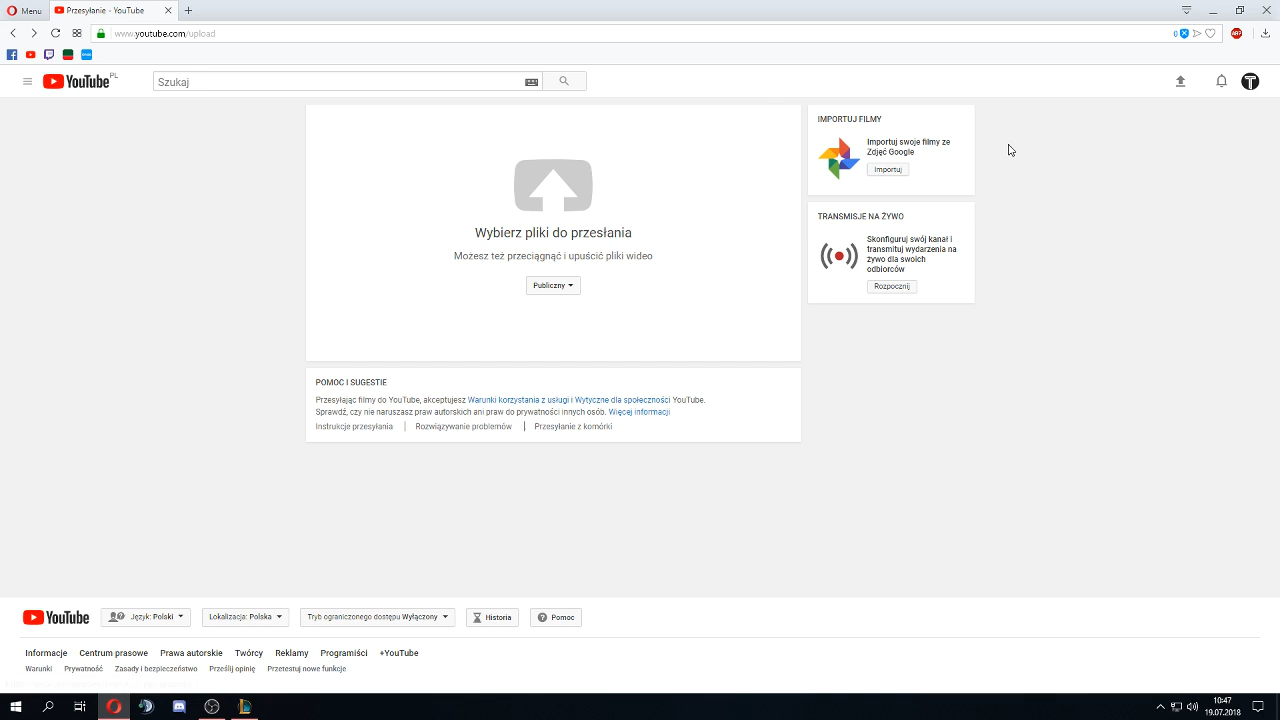 Menu
Przesyłanie - YouTube
www.youtube.com/upload
0
ABP
YouTube PL
Szukaj
T
Wybierz pliki do przesłania
Możesz też przeciągnąć i upuścić pliki wideo
Publiczny
IMPORTUJ FILMY
Importuj swoje filmy ze
Zdjęć Google
Importuj
TRANSMISJE NA ŻYWO
Skonfiguruj swój kanał i
transmituj wydarzenia na
żywo dla swoich
odbiorców
Rozpocznij
POMOC I SUGESTIE
Przesyłając filmy do YouTube, akceptujesz Warunki korzystania z usługi i Wytyczne dla społeczności YouTube.
Sprawdź, czy nie naruszasz praw autorskich ani praw do prywatności innych osób. Więcej informacji
Instrukcje przesyłania | Rozwiązywanie problemów | Przesyłanie z komórki
YouTube
Język: Polski
Lokalizacja: Polska
Tryb ograniczonego dostępu Wyłączony
Historia
Pomoc
Informacje Centrum prasowe Prawa autorskie Twórcy Reklamy Programiści +YouTube
Warunki Prywatność Zasady i bezpieczeństwo Prześlij opinię Przetestuj nowe funkcje
10:47
19.07.2018